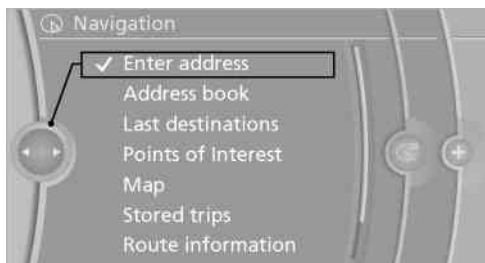 Navigation
Enter address
Address book
Last destinations
Points of Interest
Map
Stored trips
Route information